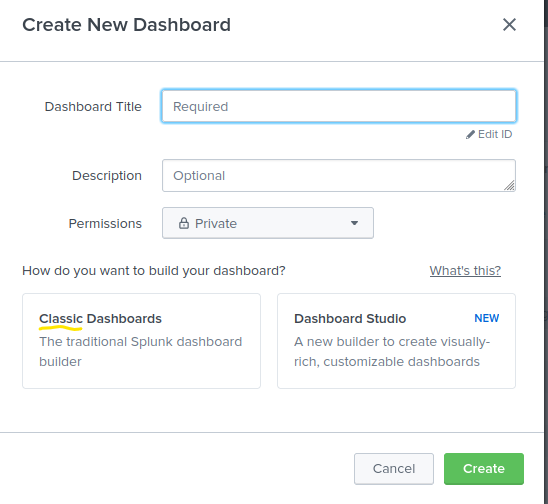 Create New Dashboard
Dashboard Title
Required
Edit ID
Description
Optional
Permissions
Private
How do you want to build your dashboard?
What's this?
Classic Dashboards
The traditional Splunk dashboard
builder
Dashboard Studio
NEW
A new builder to create visually-
rich, customizable dashboards
Cancel
Create